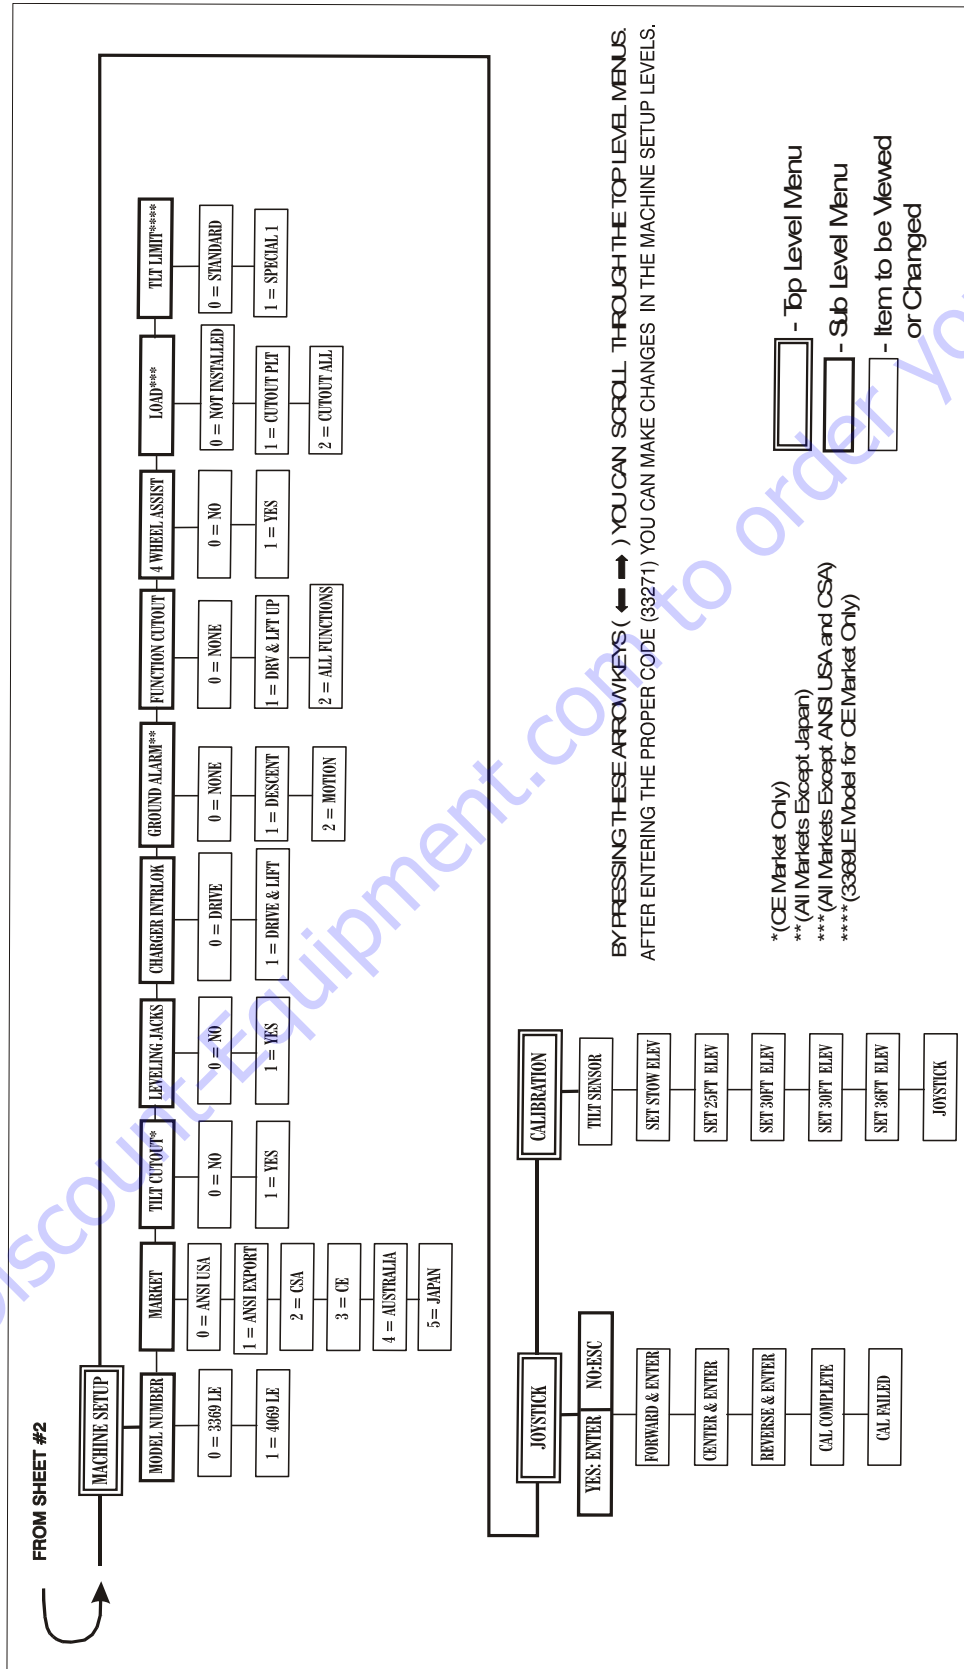 FROM SHEET #2
MACHINE SETUP
MODEL NUMBER
0 = 3369 LE
1 = 4069 LE
MARKET
0 = ANSI USA
1 = ANSI EXPORT
2 = CSA
3 = CE
4 = AUSTRALIA
5 = JAPAN
TILT CUTOUT*
0 = NO
1 = YES
LEVELING JACKS
0 = NO
1 = YES
CHARGER INTRLOK
0 = DRIVE
1 = DRIVE & LIFT
GROUND ALARM**
0 = NONE
1 = DESCENT
2 = MOTION
FUNCTION CUTOUT
0 = NONE
1 = DRV & LFT UP
2 = ALL FUNCTIONS
4 WHEEL ASSIST
0 = NO
1 = YES
LOAD***
0 = NOT INSTALLED
1 = CUTOUT PLT
2 = CUTOUT ALL
TLT LIMIT****
0 = STANDARD
1 = SPECIAL 1
JOYSTICK
YES: ENTER NO:ESC
FORWARD & ENTER
CENTER & ENTER
REVERSE & ENTER
CAL COMPLETE
CAL FAILED
CALIBRATION
TILT SENSOR
SET STOW ELEV
SET 25FT ELEV
SET 30FT ELEV
SET 30FT ELEV
SET 36FT ELEV
JOYSTICK
BY PRESSING THESE ARROW KEYS ( ← → ) YOU CAN SCROLL THROUGH THE TOP LEVEL MENUS.
AFTER ENTERING THE PROPER CODE (33271) YOU CAN MAKE CHANGES IN THE MACHINE SETUP LEVELS.
*(CE Market Only)
**(All Markets Except Japan)
***(All Markets Except ANSI USA and CSA)
****(3369LE Model for CE Market Only)
- Top Level Menu
- Sub Level Menu
- Item to be Viewed
or Changed
Discount-Equipment.com to order yo